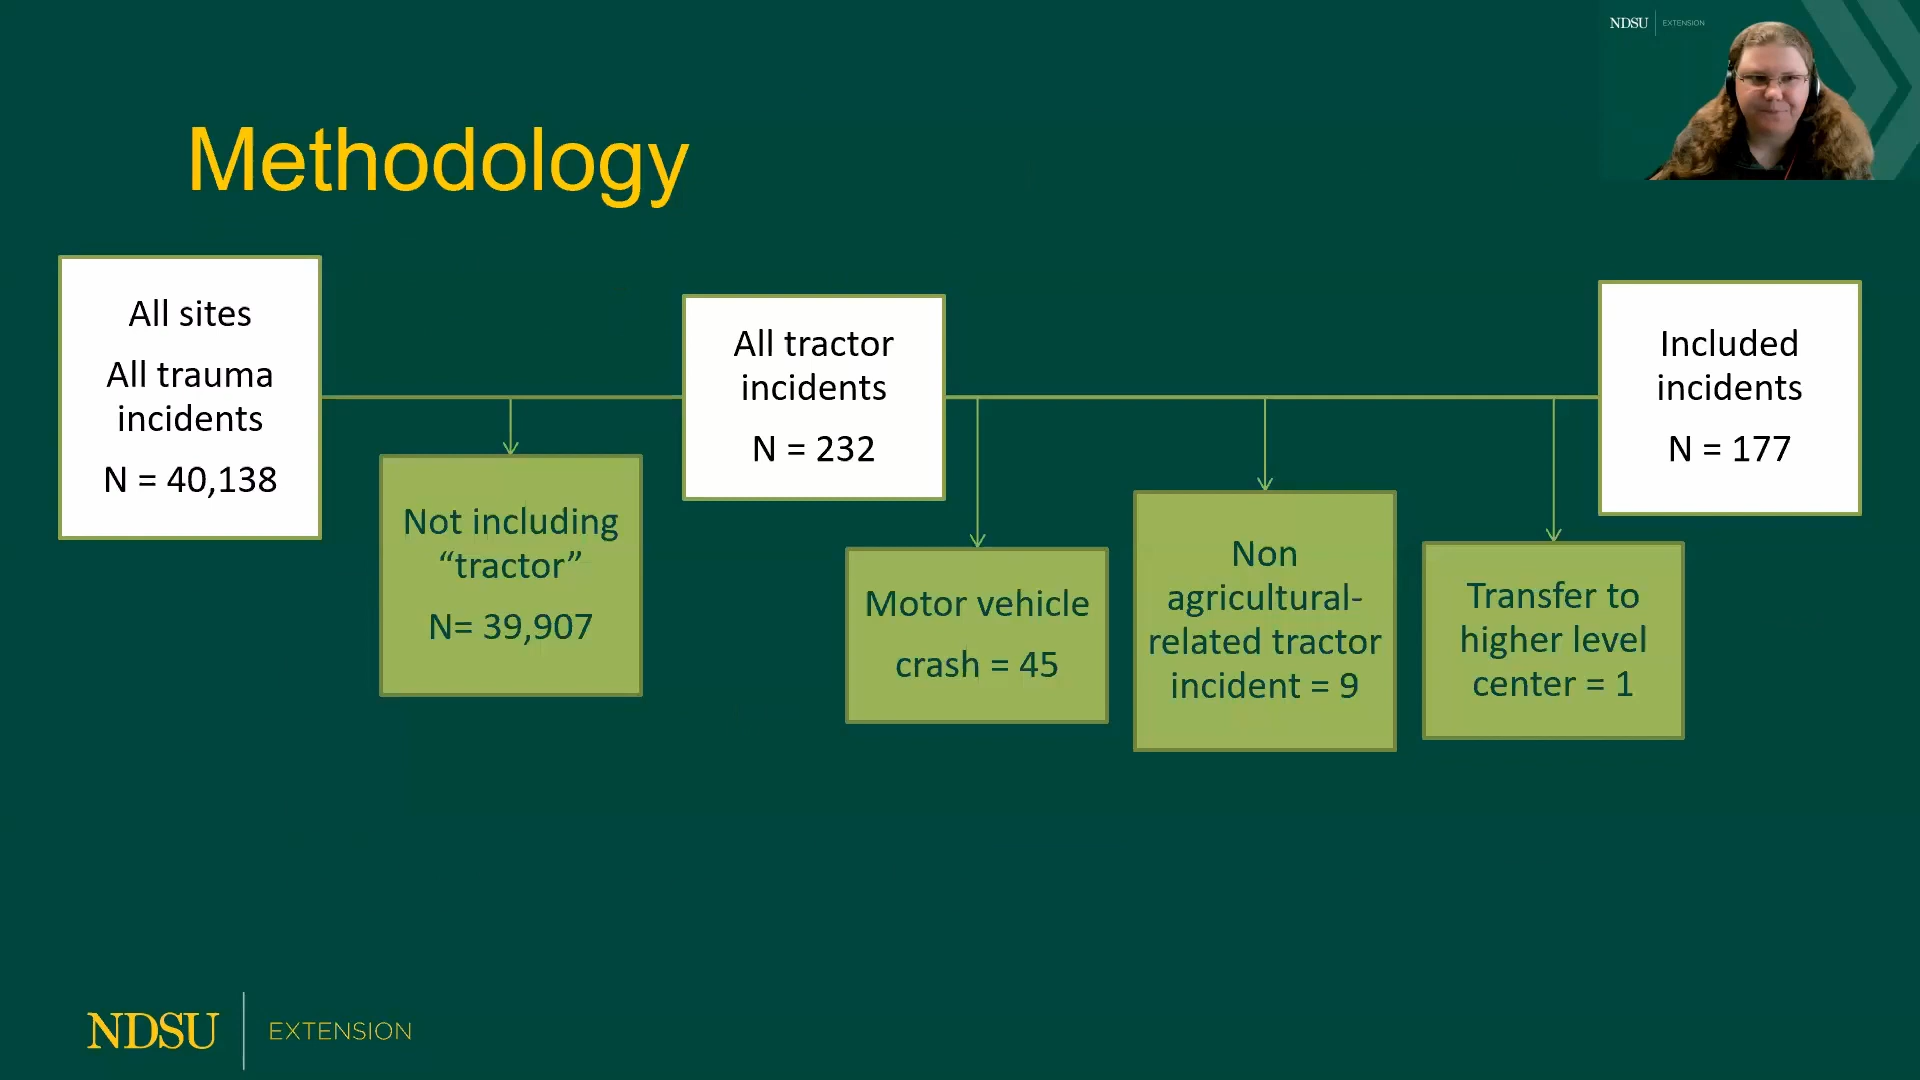 NDSU EXTENSION
Methodology
All sites
All trauma
incidents
N = 40,138
Not including
“tractor”
N= 39,907
All tractor
incidents
N = 232
Motor vehicle
crash = 45
Non
agricultural-
related tractor
incident = 9
Transfer to
higher level
center = 1
Included
incidents
N = 177
NDSU EXTENSION